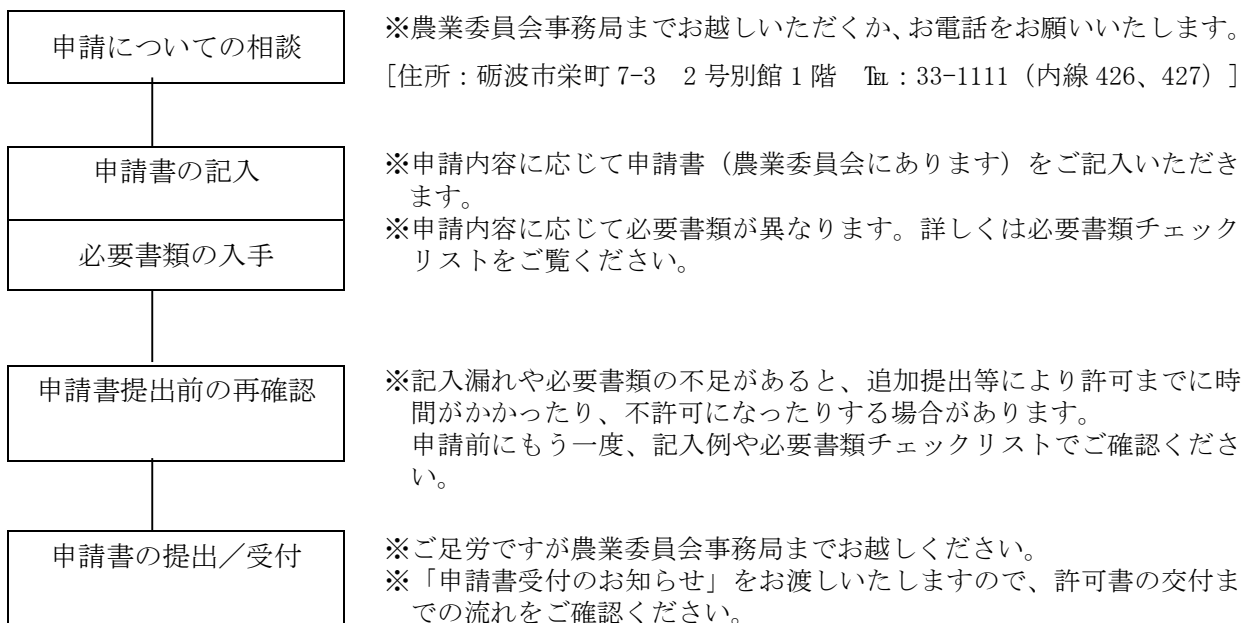 申請についての相談
※農業委員会事務局までお越しいただくか、お電話をお願いいたします。
［住所：砺波市栄町 7-3　2 号別館 1 階　℡：33-1111（内線 426、427）］
申請書の記入
※申請内容に応じて申請書（農業委員会にあります）をご記入いただき
ます。
必要書類の入手
※申請内容に応じて必要書類が異なります。詳しくは必要書類チェック
リストをご覧ください。
申請書提出前の再確認
※記入漏れや必要書類の不足があると、追加提出等により許可までに時
間がかかったり、不許可になったりする場合があります。
申請前にもう一度、記入例や必要書類チェックリストでご確認くださ
い。
申請書の提出／受付
※ご足労ですが農業委員会事務局までお越しください。
※「申請書受付のお知らせ」をお渡しいたしますので、許可書の交付ま
での流れをご確認ください。